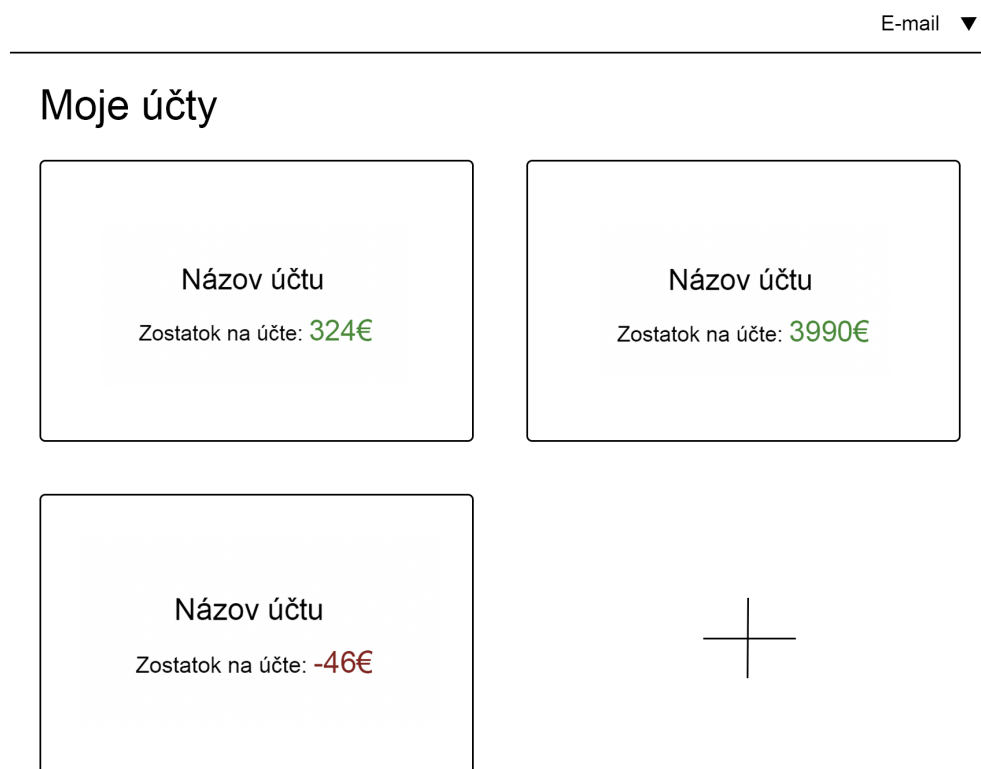 E-mail ▼
Moje účty
Názov účtu
Zostatok na účte: 324€
Názov účtu
Zostatok na účte: 3990€
Názov účtu
Zostatok na účte: -46€